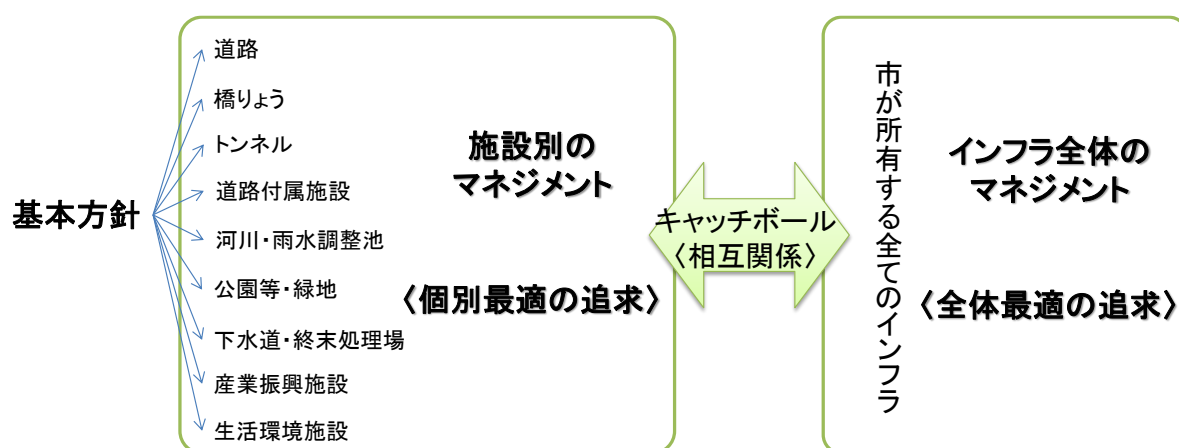 基本方針
道路
橋りょう
トンネル
道路付属施設
河川・雨水調整池
公園等・緑地
下水道・終末処理場
産業振興施設
生活環境施設
施設別の
マネジメント
〈個別最適の追求〉
キャッチボール
〈相互関係〉
市が所有する全てのインフラ
インフラ全体の
マネジメント
〈全体最適の追求〉